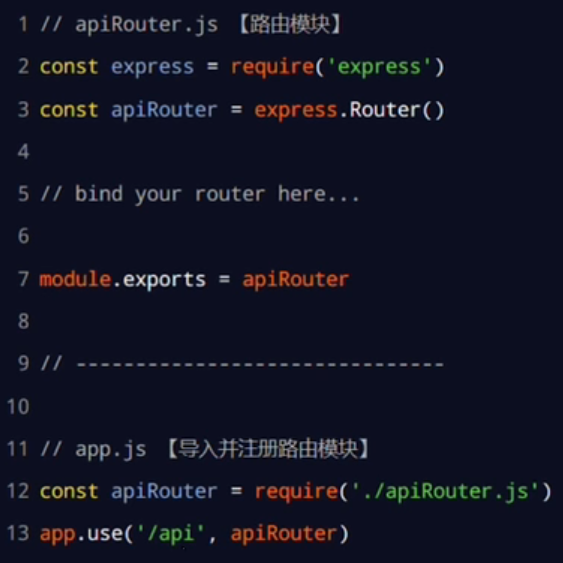 1 // apiRouter.js 【路由模块】
2 const express = require('express')
3 const apiRouter = express.Router()
4
5 // bind your router here...
6
7 module.exports = apiRouter
8
9 // -------------------------------
10
11 // app.js 【导入并注册路由模块】
12 const apiRouter = require('./apiRouter.js')
13 app.use('/api', apiRouter)